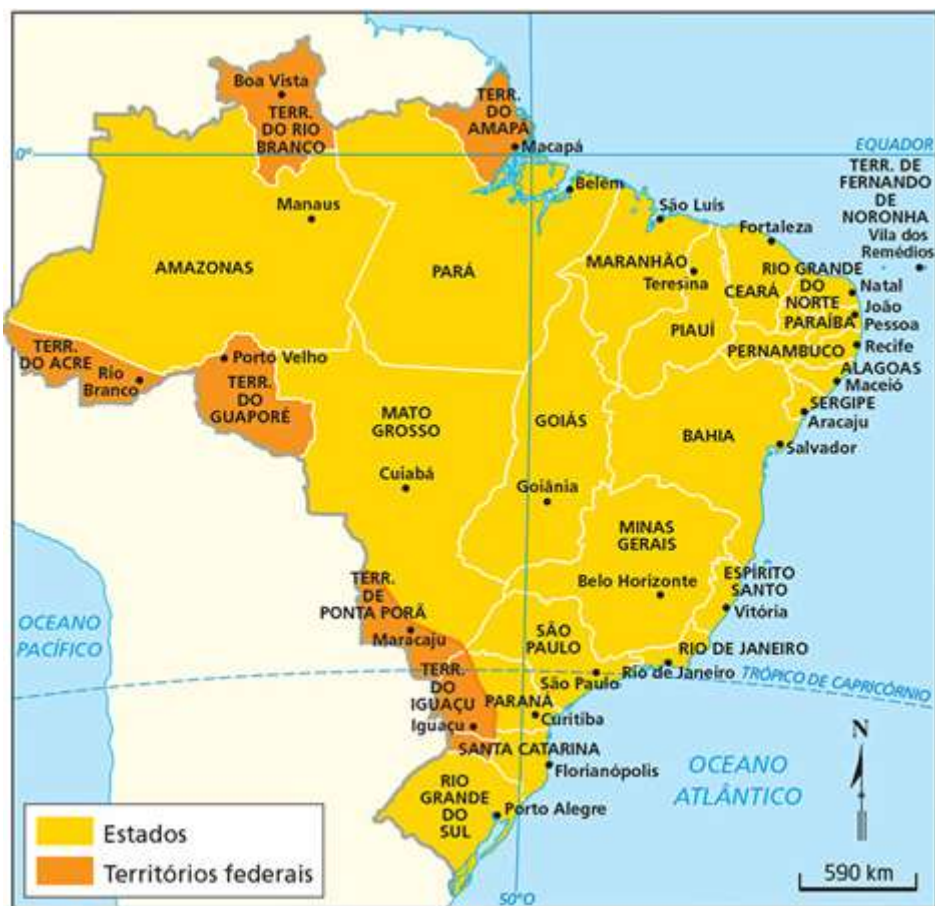 Boa Vista
TERR.
DO RIO
BRANCO
TERR.
DO
AMAPÁ
Macapá
0°
EQUADOR
TERR. DE
FERNANDO
DE
NORONHA
Vila dos
Remédios
Belém
São Luís
Fortaleza
Manaus
AMAZONAS
PARÁ
MARANHÃO
Teresina
CEARÁ
RIO GRANDE
DO
NORTE
Natal
PARAÍBA
João
Pessoa
PIAUÍ
PERNAMBUCO
Recife
ALAGOAS
Maceió
SERGIPE
Aracaju
TERR.
DO ACRE
Rio
Branco
Porto Velho
TERR.
DO
GUAPORÉ
MATO
GROSSO
Cuiabá
GOIÁS
Goiânia
BAHIA
Salvador
MINAS
GERAIS
Belo Horizonte
ESPÍRITO
SANTO
Vitória
TERR.
DE
PONTA PORÃ
Maracaju
OCEANO
PACÍFICO
SÃO
PAULO
São Paulo
RIO DE JANEIRO
Rio de Janeiro
TRÓPICO DE CAPRICÓRNIO
TERR.
DO
IGUAÇU
Iguaçu
PARANÁ
Curitiba
SANTA CATARINA
Florianópolis
RIO
GRANDE
DO
SUL
Porto Alegre
OCEANO
ATLÂNTICO
N
Estados
Territórios federais
590 km
50°O